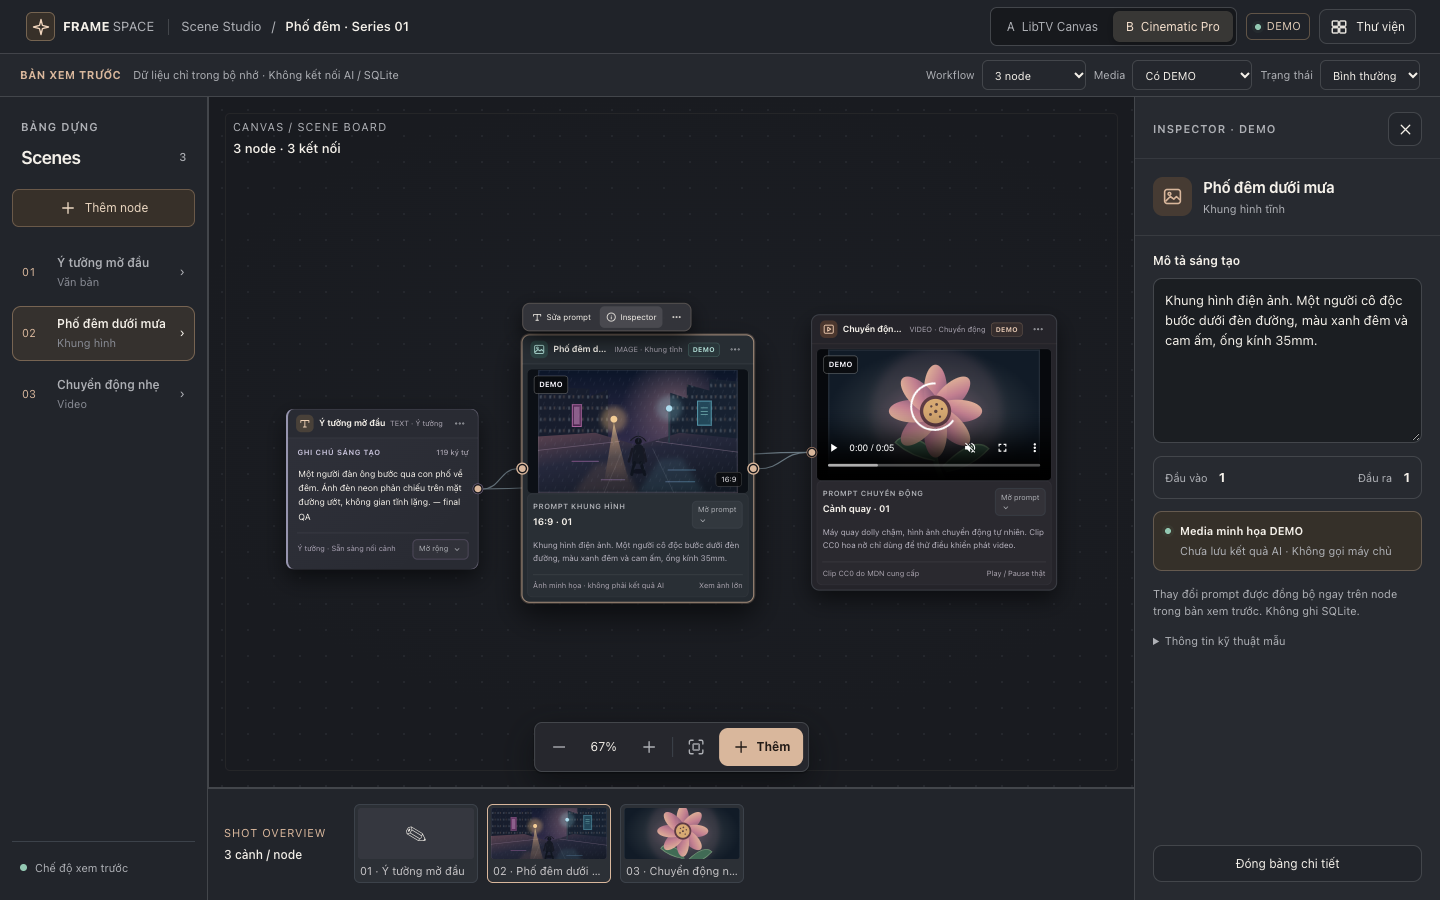 FRAME SPACE
Scene Studio / Phố đêm · Series 01
A LibTV Canvas
B Cinematic Pro
DEMO
Thư viện
BẢN XEM TRƯỚC
Dữ liệu chỉ trong bộ nhớ · Không kết nối AI / SQLite
Workflow 3 node
Media Có DEMO
Trạng thái Bình thường
BẢNG DỰNG
Scenes 3
Thêm node
01 Ý tưởng mở đầu
Văn bản
02 Phố đêm dưới mưa
Khung hình
03 Chuyển động nhẹ
Video
Chế độ xem trước
CANVAS / SCENE BOARD
3 node · 3 kết nối
Ý tưởng mở đầu TEXT · Ý tưởng
GHI CHÚ SÁNG TẠO 119 ký tự
Một người đàn ông bước qua con phố về
đêm. Ánh đèn neon phản chiếu trên mặt
đường ướt, không gian tĩnh lặng. — final
QA
Ý tưởng · Sẵn sàng nối cảnh Mở rộng
Sửa prompt Inspector
Phố đêm d... IMAGE · Khung tĩnh DEMO
DEMO
16:9
PROMPT KHUNG HÌNH
16:9 · 01
Mở prompt
Khung hình điện ảnh. Một người cô độc bước dưới đèn
đường, màu xanh đêm và cam ấm, ống kính 35mm.
Ảnh minh họa · không phải kết quả AI Xem ảnh lớn
Chuyển độn... VIDEO · Chuyển động DEMO
DEMO
0:00 / 0:05
PROMPT CHUYỂN ĐỘNG
Cảnh quay · 01
Mở prompt
Máy quay dolly chậm, hình ảnh chuyển động tự nhiên. Clip
CC0 hoa nở chỉ dùng để thử điều khiển phát video.
Clip CC0 do MDN cung cấp Play / Pause thật
67%
Thêm
SHOT OVERVIEW
3 cảnh / node
01 · Ý tưởng mở đầu
02 · Phố đêm dưới ...
03 · Chuyển động n...
INSPECTOR · DEMO
Phố đêm dưới mưa
Khung hình tĩnh
Mô tả sáng tạo
Khung hình điện ảnh. Một người cô độc
bước dưới đèn đường, màu xanh đêm và
cam ấm, ống kính 35mm.
Đầu vào 1 Đầu ra 1
Media minh họa DEMO
Chưa lưu kết quả AI · Không gọi máy chủ
Thay đổi prompt được đồng bộ ngay trên node
trong bản xem trước. Không ghi SQLite.
Thông tin kỹ thuật mẫu
Đóng bảng chi tiết